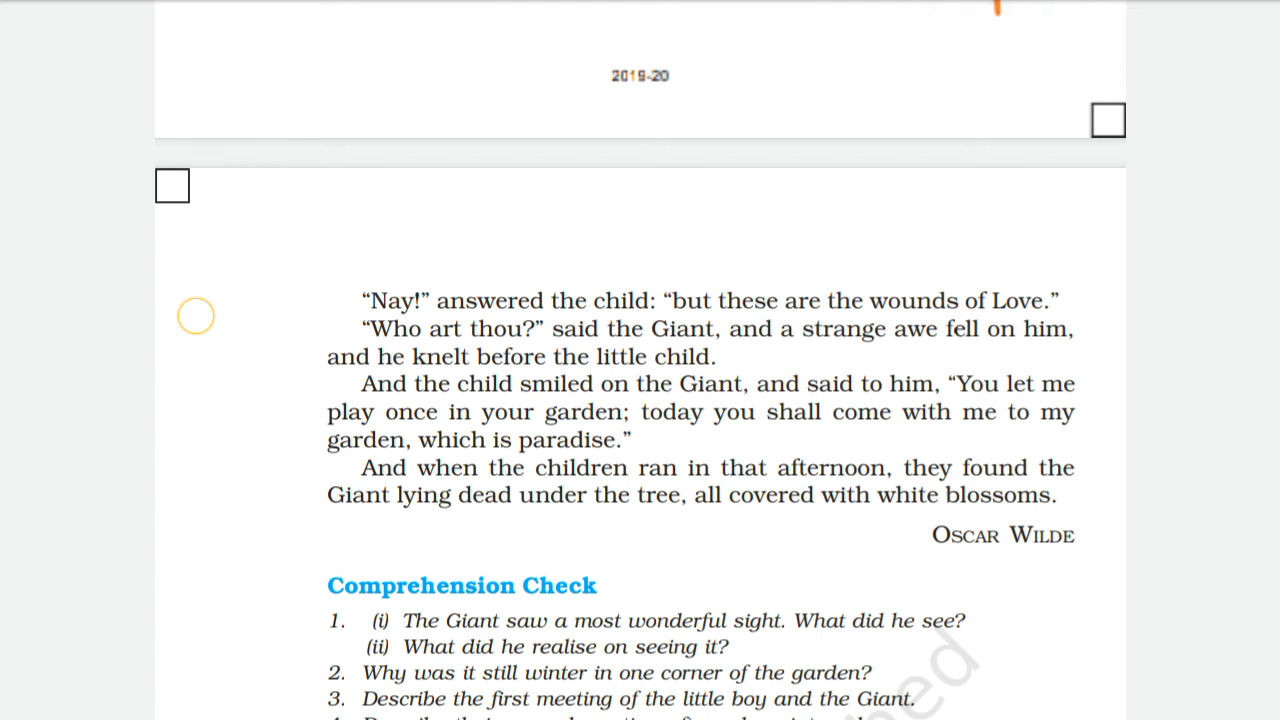 2019-20
“Nay!” answered the child: “but these are the wounds of Love.”
“Who art thou?” said the Giant, and a strange awe fell on him,
and he knelt before the little child.
And the child smiled on the Giant, and said to him, “You let me
play once in your garden; today you shall come with me to my
garden, which is paradise.”
And when the children ran in that afternoon, they found the
Giant lying dead under the tree, all covered with white blossoms.
Oscar Wilde
Comprehension Check
1. (i) The Giant saw a most wonderful sight. What did he see?
(ii) What did he realise on seeing it?
2. Why was it still winter in one corner of the garden?
3. Describe the first meeting of the little boy and the Giant.